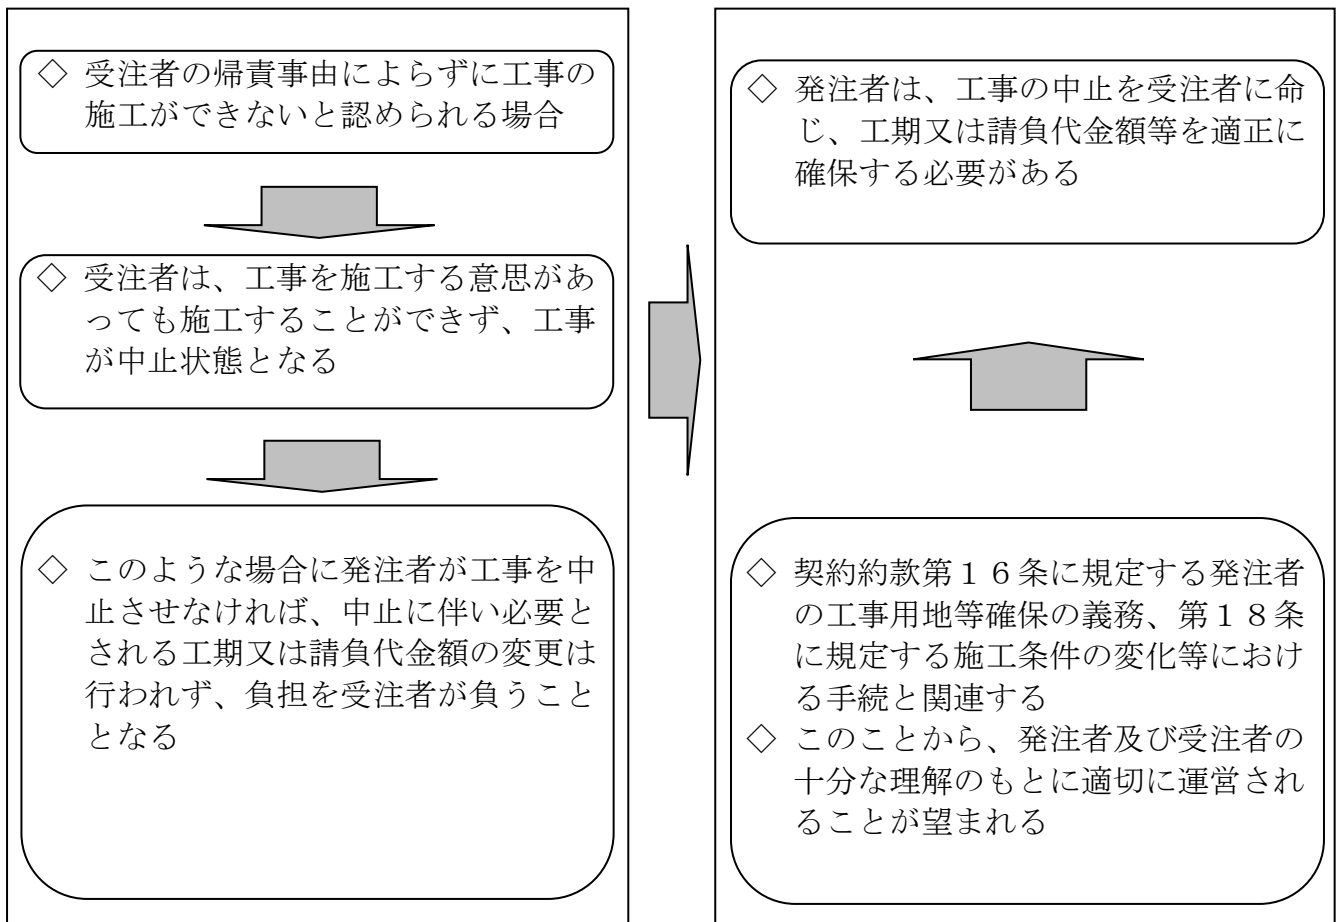 ◇ 受注者の帰責事由によらずに工事の
施工ができないと認められる場合
◇ 受注者は、工事を施工する意思があ
っても施工することができず、工事
が中止状態となる
◇ このような場合に発注者が工事を中
止させなければ、中止に伴い必要と
される工期又は請負代金額の変更は
行われず、負担を受注者が負うこと
となる
◇ 発注者は、工事の中止を受注者に命
じ、工期又は請負代金額等を適正に
確保する必要がある
◇ 契約約款第１６条に規定する発注者
の工事用地等確保の義務、第１８条
に規定する施工条件の変化等におけ
る手続と関連する
◇ このことから、発注者及び受注者の
十分な理解のもとに適切に運営され
ることが望まれる